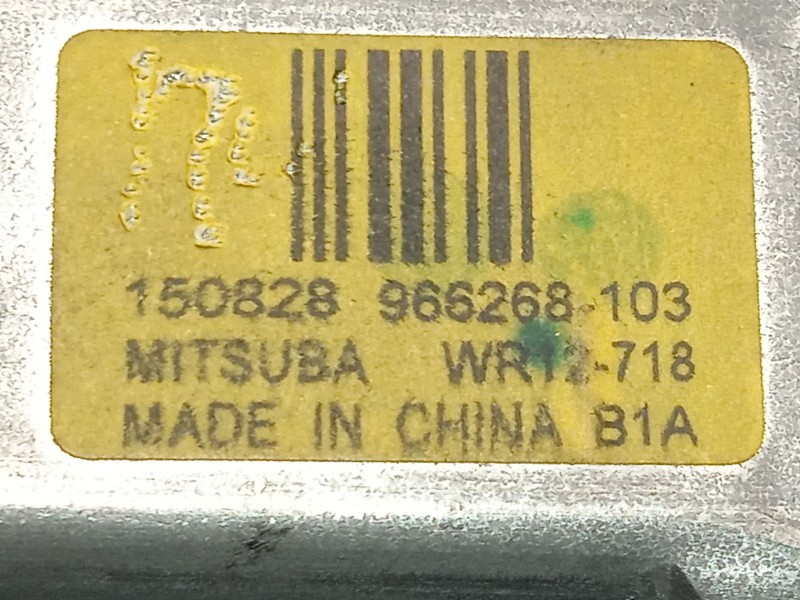 150828 966268-103
MITSUBA WR12-718
MADE IN CHINA B1A